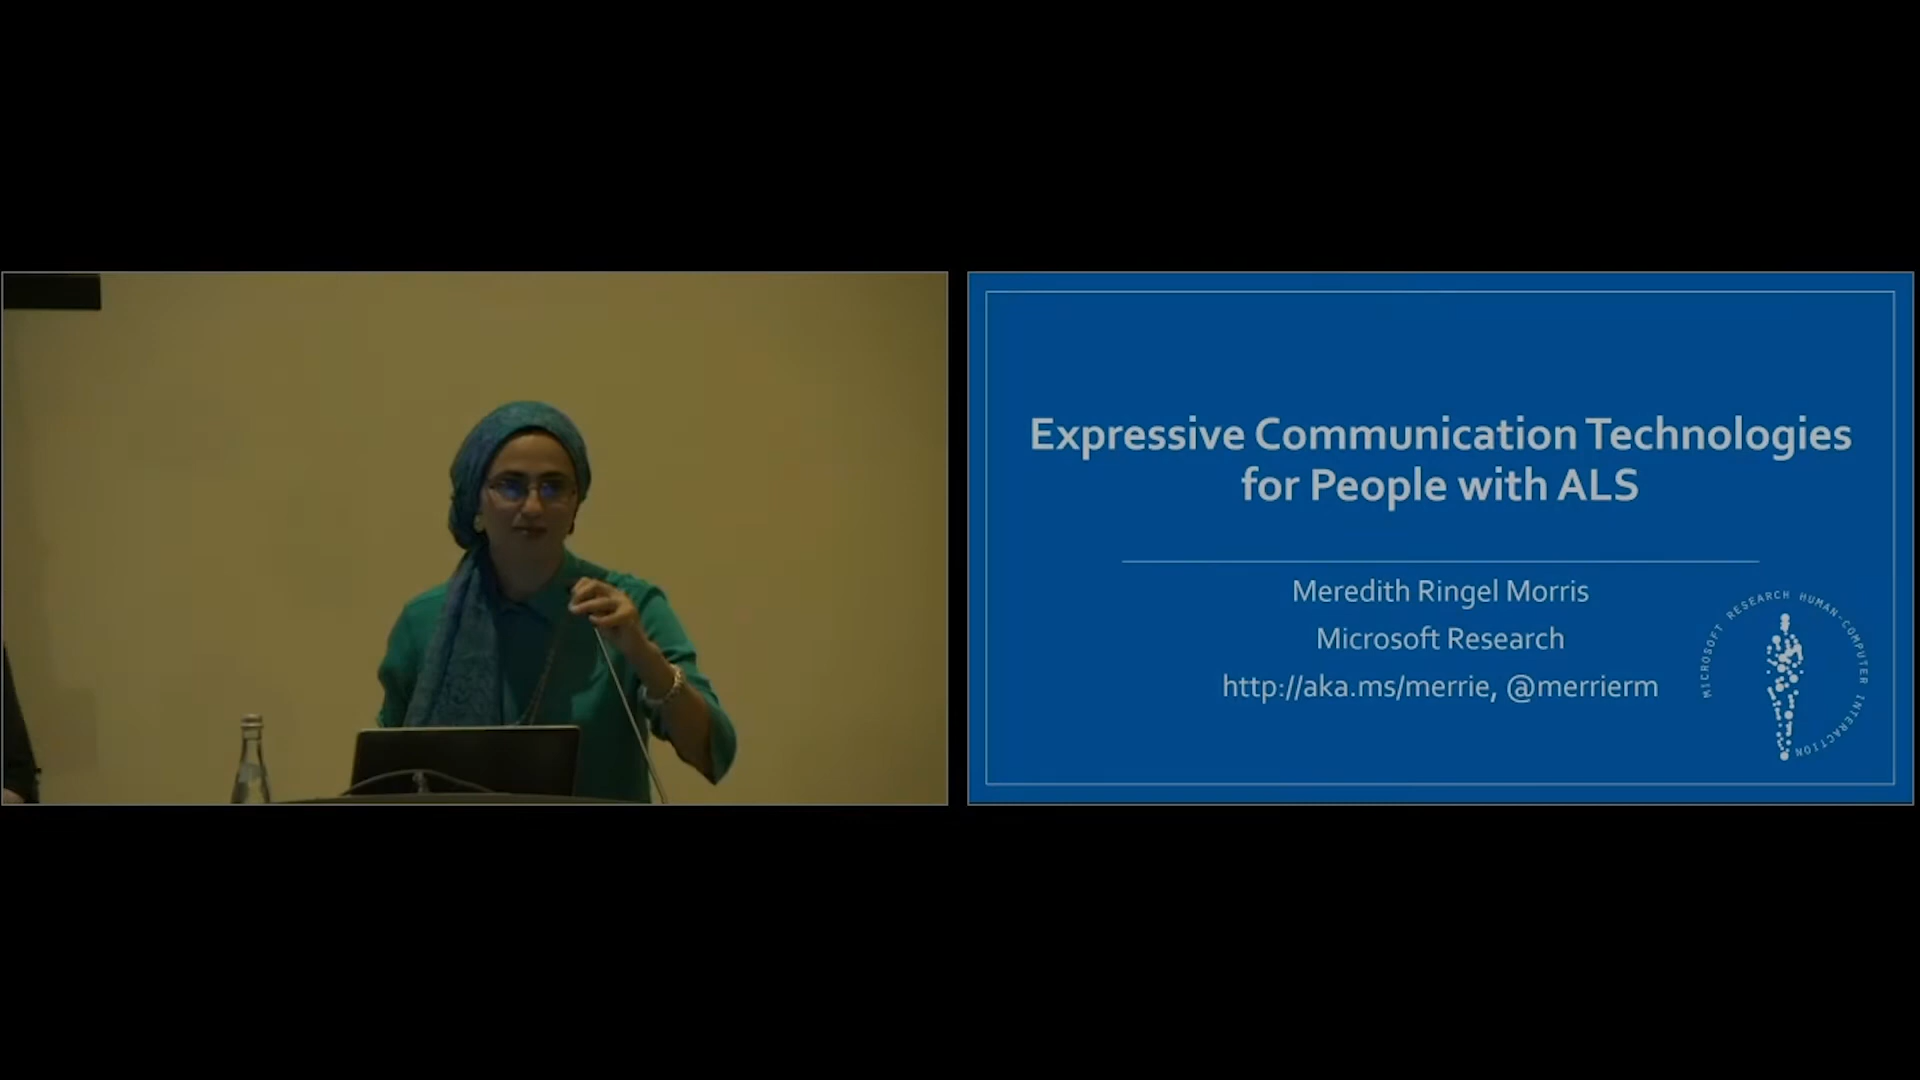 Expressive Communication Technologies
for People with ALS
Meredith Ringel Morris
Microsoft Research
http://aka.ms/merrie, @merrierm
MICROSOFT RESEARCH HUMAN-COMPUTER INTERACTION